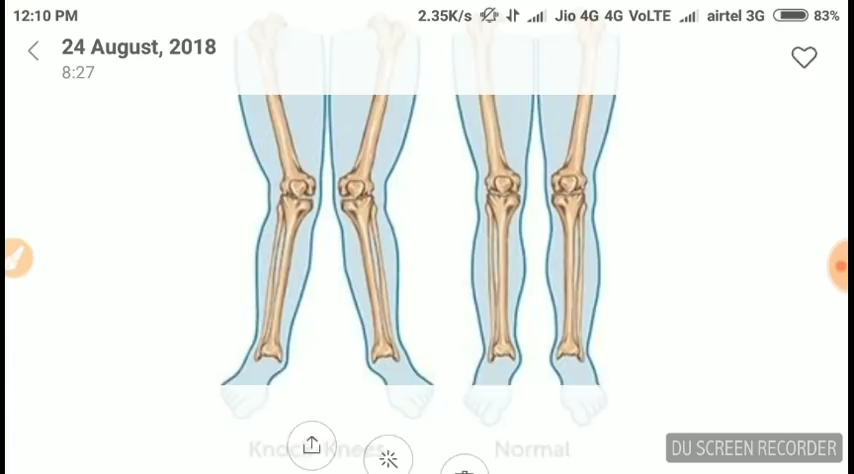 12:10 PM
2.35K/s
Jio 4G 4G VoLTE
airtel 3G
83%
24 August, 2018
8:27
Knock Knees
Normal
DU SCREEN RECORDER